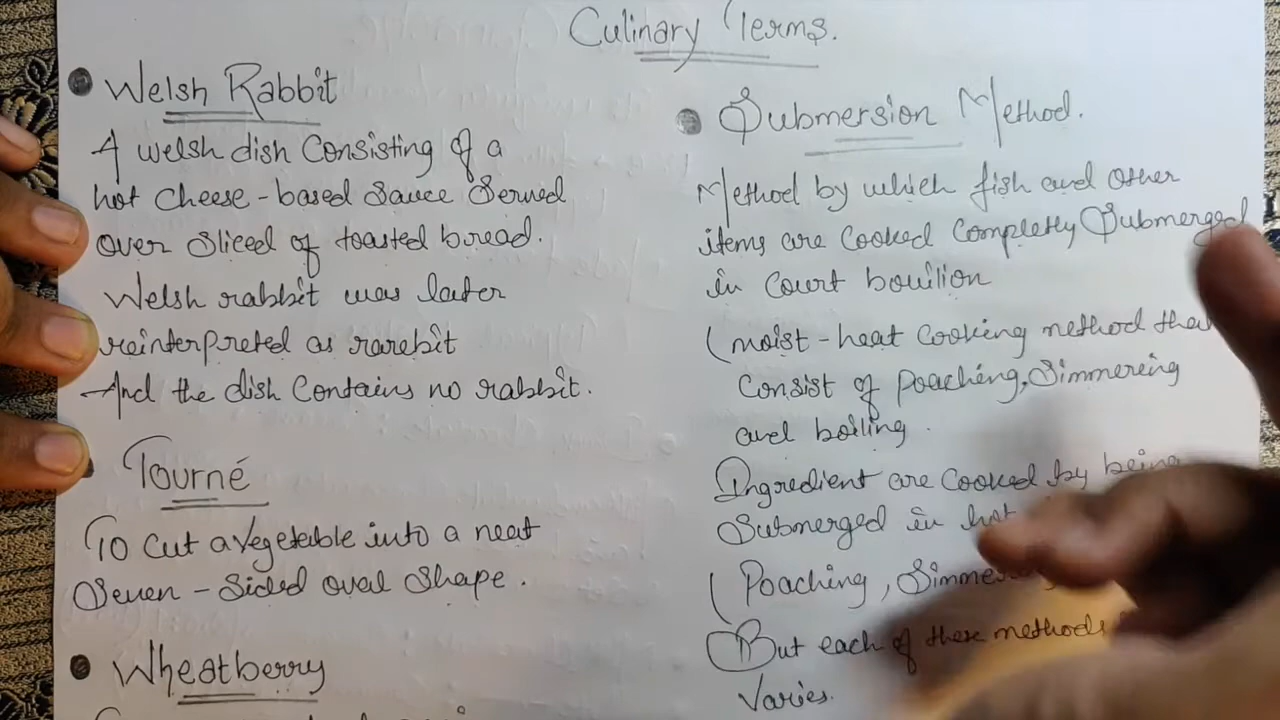 Culinary Terms.
Welsh Rabbit
A welsh dish Consisting of a
hot cheese-based Sauce Served
over Sliced of toasted bread.
Welsh rabbit was later
reinterpreted as rarebit
And the dish Contains no rabbit.
Tourné
To cut a vegetable into a neat
Seven-Sided oval Shape.
Wheatberry
Submersion Method.
Method by which fish and other
items are Cooked Completly Submerged
in Court bouilion
(moist-heat Cooking method that
Consist of Poaching, Simmering
and boiling.
Ingredient are Cooked by being
Submerged in hot
(Poaching,
But each of these methods
Varies.